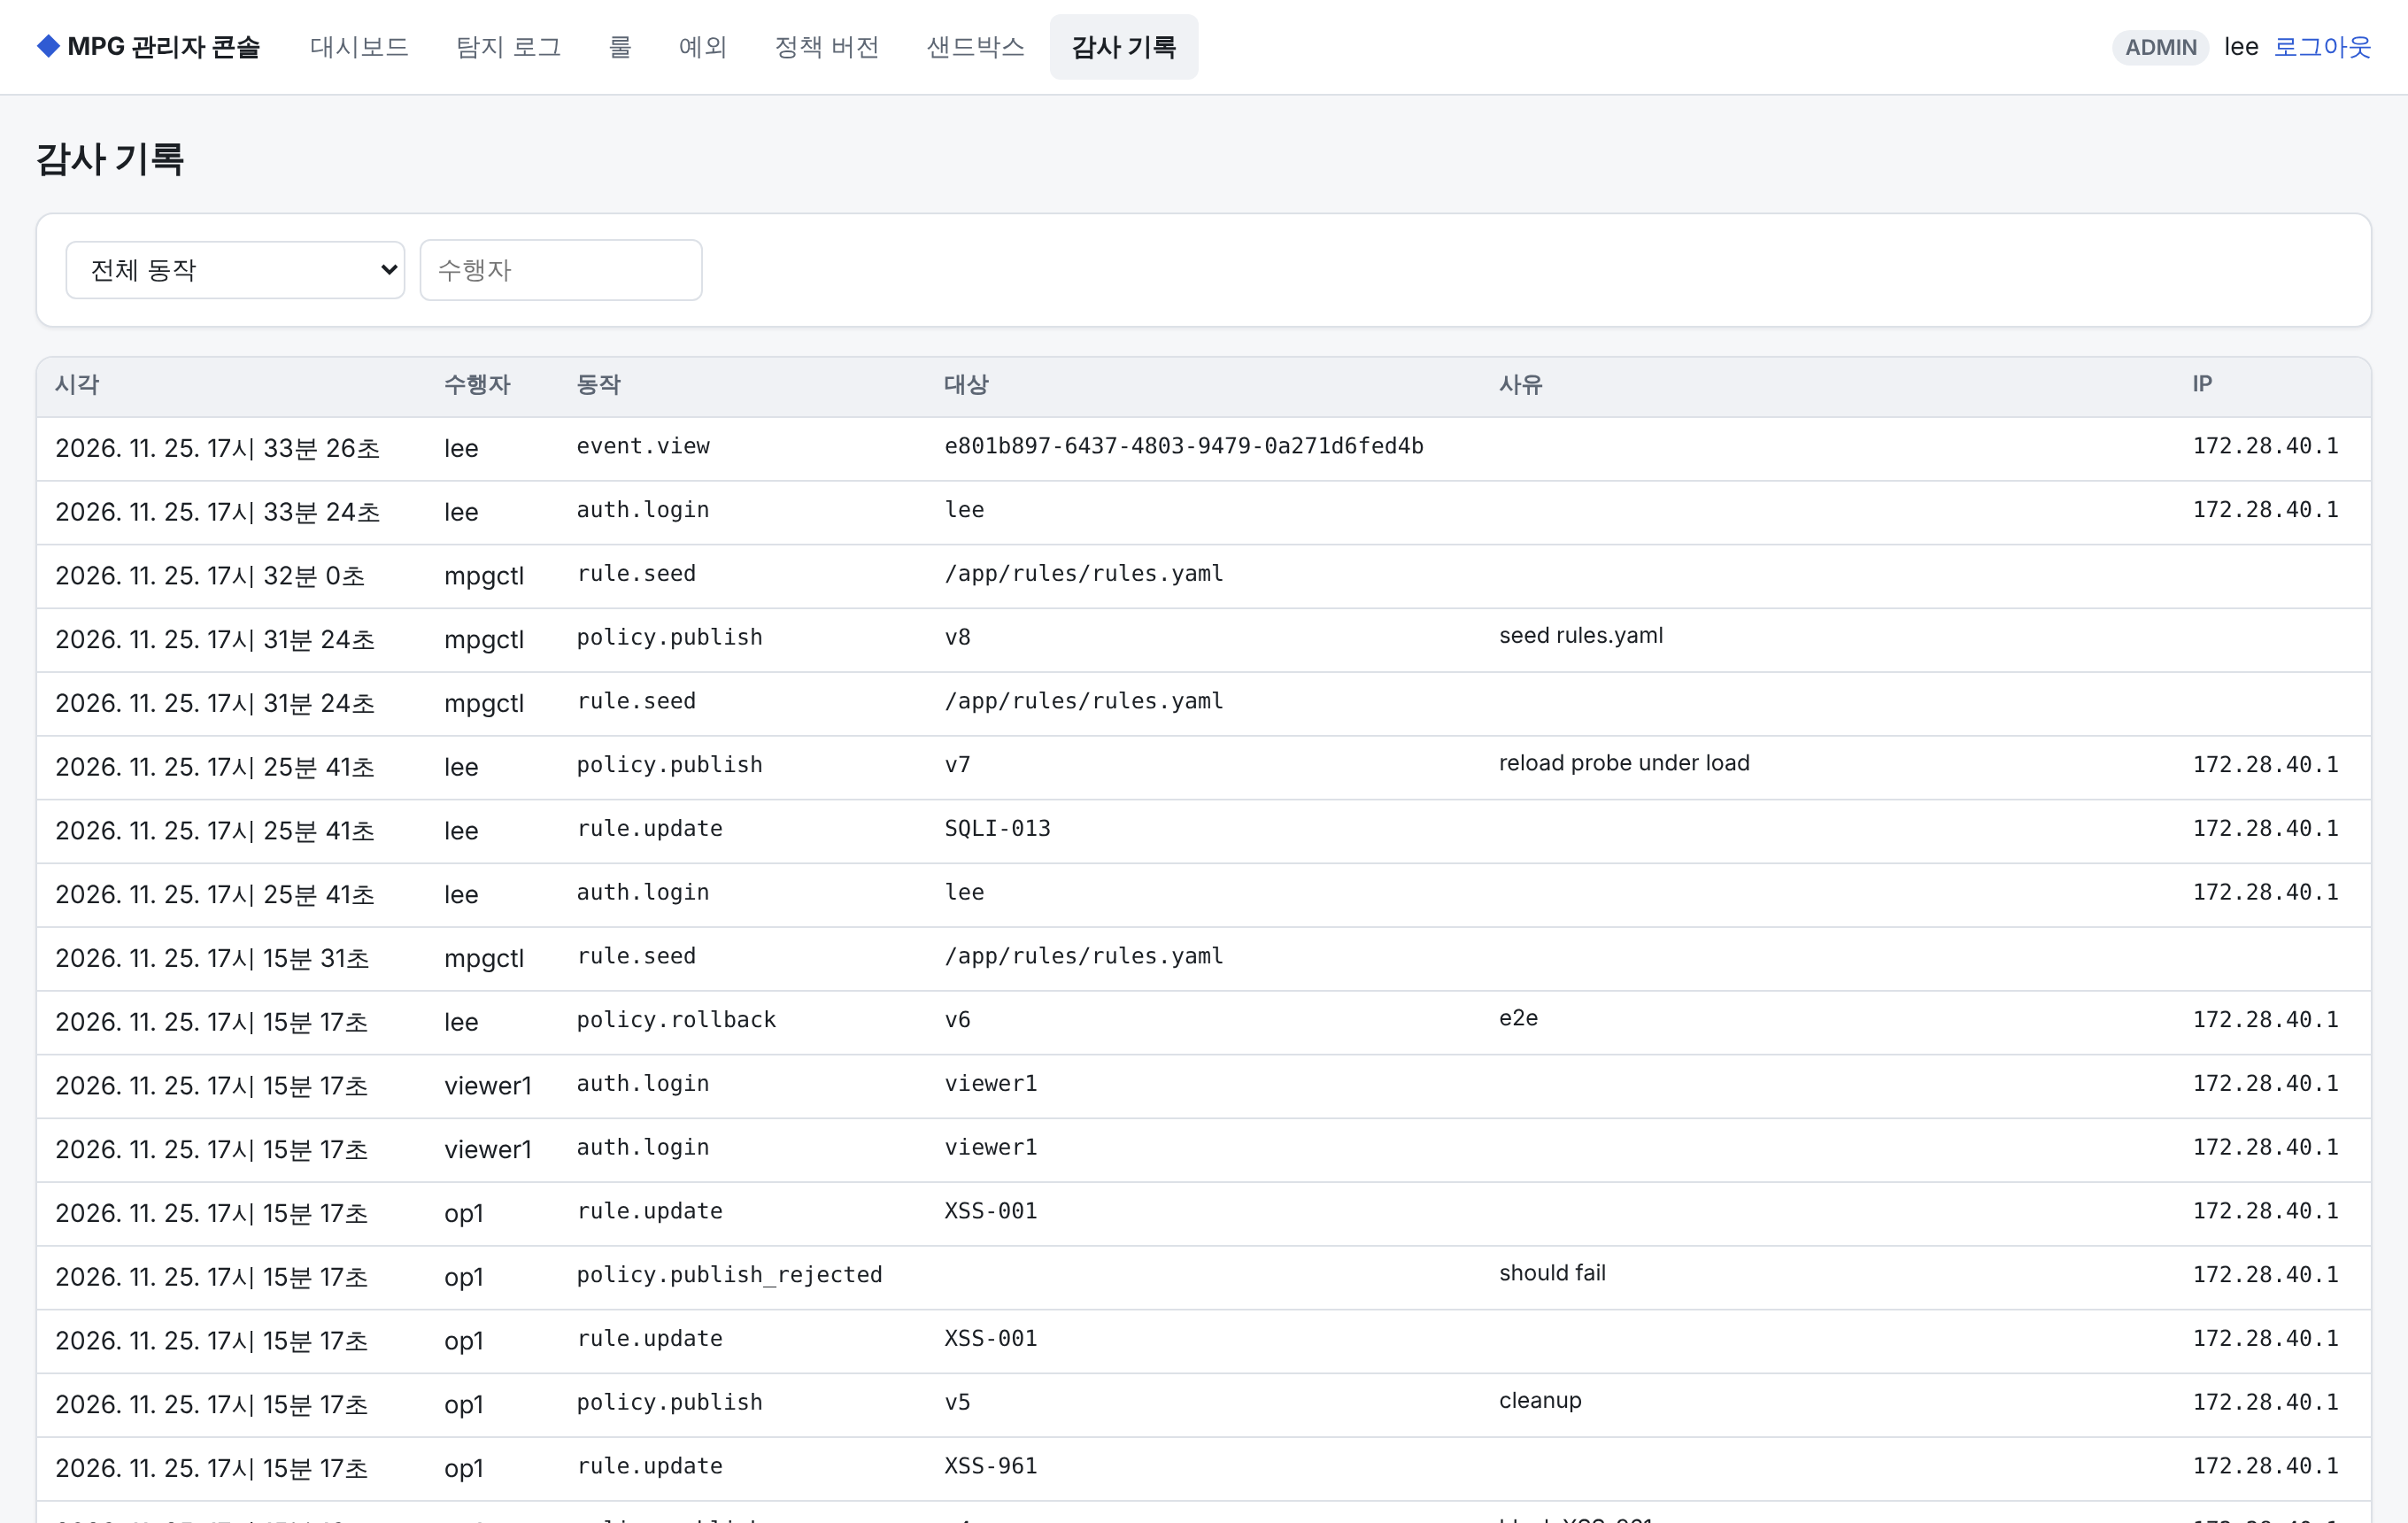 MPG 관리자 콘솔 대시보드 탐지 로그 룰 예외 정책 버전 샌드박스 감사 기록 ADMIN lee 로그아웃
감사 기록
전체 동작 수행자
시각 수행자 동작 대상 사유 IP
2026. 11. 25. 17시 33분 26초 lee event.view e801b897-6437-4803-9479-0a271d6fed4b 172.28.40.1
2026. 11. 25. 17시 33분 24초 lee auth.login lee 172.28.40.1
2026. 11. 25. 17시 32분 0초 mpgctl rule.seed /app/rules/rules.yaml
2026. 11. 25. 17시 31분 24초 mpgctl policy.publish v8 seed rules.yaml
2026. 11. 25. 17시 31분 24초 mpgctl rule.seed /app/rules/rules.yaml
2026. 11. 25. 17시 25분 41초 lee policy.publish v7 reload probe under load 172.28.40.1
2026. 11. 25. 17시 25분 41초 lee rule.update SQLI-013 172.28.40.1
2026. 11. 25. 17시 25분 41초 lee auth.login lee 172.28.40.1
2026. 11. 25. 17시 15분 31초 mpgctl rule.seed /app/rules/rules.yaml
2026. 11. 25. 17시 15분 17초 lee policy.rollback v6 e2e 172.28.40.1
2026. 11. 25. 17시 15분 17초 viewer1 auth.login viewer1 172.28.40.1
2026. 11. 25. 17시 15분 17초 viewer1 auth.login viewer1 172.28.40.1
2026. 11. 25. 17시 15분 17초 op1 rule.update XSS-001 172.28.40.1
2026. 11. 25. 17시 15분 17초 op1 policy.publish_rejected should fail 172.28.40.1
2026. 11. 25. 17시 15분 17초 op1 rule.update XSS-001 172.28.40.1
2026. 11. 25. 17시 15분 17초 op1 policy.publish v5 cleanup 172.28.40.1
2026. 11. 25. 17시 15분 17초 op1 rule.update XSS-961 172.28.40.1